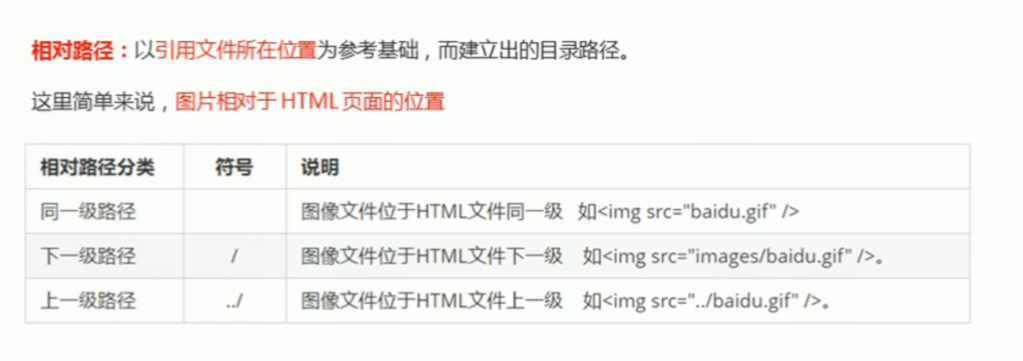 相对路径：以引用文件所在位置为参考基础，而建立出的目录路径。
这里简单来说，图片相对于 HTML 页面的位置
相对路径分类 符号 说明
同一级路径 图像文件位于HTML文件同一级 如<img src="baidu.gif" />
下一级路径 / 图像文件位于HTML文件下一级 如<img src="images/baidu.gif" />。
上一级路径 ../ 图像文件位于HTML文件上一级 如<img src="../baidu.gif" />。